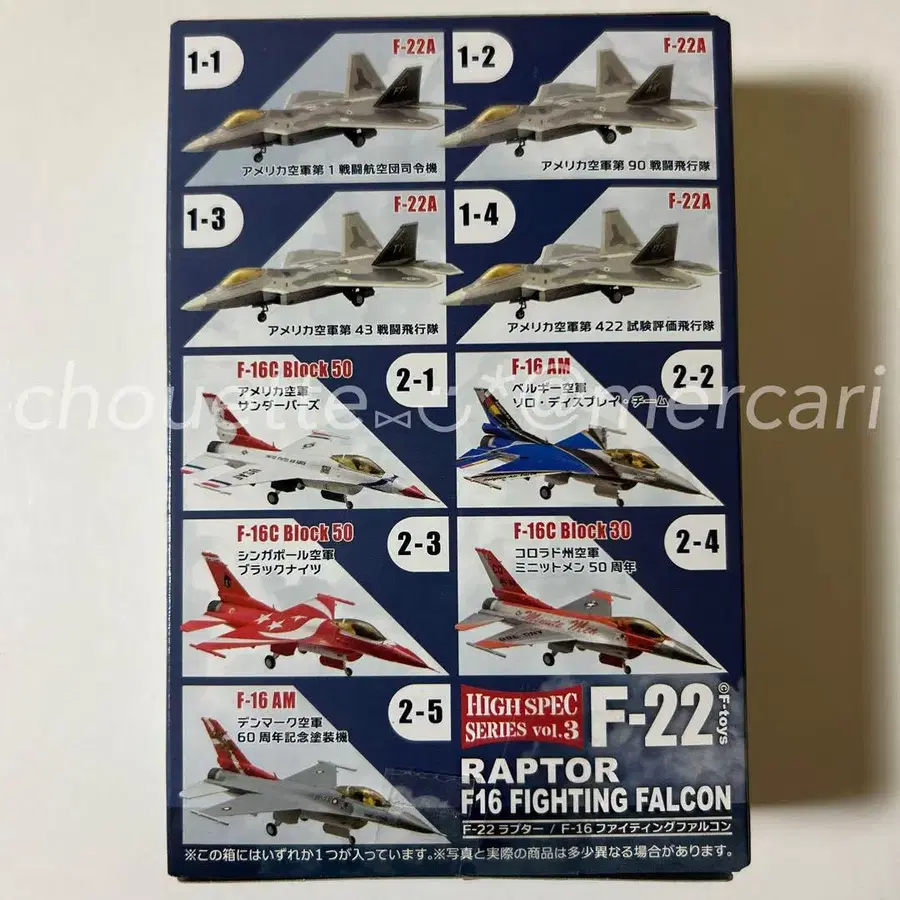 1-1
F-22A
アメリカ空軍第1戦闘航空団司令機
1-2
F-22A
アメリカ空軍第90戦闘飛行隊
1-3
F-22A
アメリカ空軍第43戦闘飛行隊
1-4
F-22A
アメリカ空軍第422試験評価飛行隊
F-16C Block 50
2-1
アメリカ空軍
サンダーバーズ
F-16 AM
2-2
ベルギー空軍
ソロ・ディスプレイ・チーム
chouette
@mercari
F-16C Block 50
2-3
シンガポール空軍
ブラックナイツ
F-16C Block 30
2-4
コロラド州空軍
ミニットメン50周年
F-16 AM
2-5
デンマーク空軍
60周年記念塗装機
HIGH SPEC
SERIES vol.3
F-22
©F-toys
RAPTOR
F16 FIGHTING FALCON
F-22 ラプター / F-16 ファイティングファルコン
※この箱にはいずれか1つが入っています。※写真と実際の商品は多少異なる場合があります。